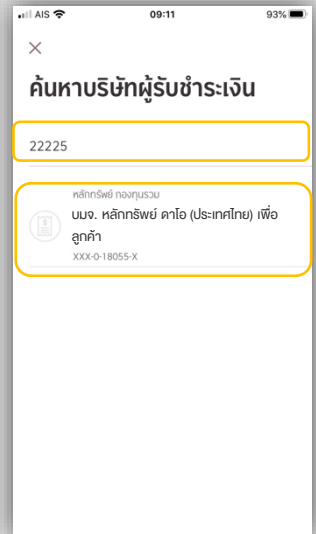 AIS 09:11 93%
ค้นหาบริษัทผู้รับชำระเงิน
22225
หลักทรัพย์ กองทุนรวม
บมจ. หลักทรัพย์ ดาโอ (ประเทศไทย) เพื่อ
ลูกค้า
XXX-0-18055-X